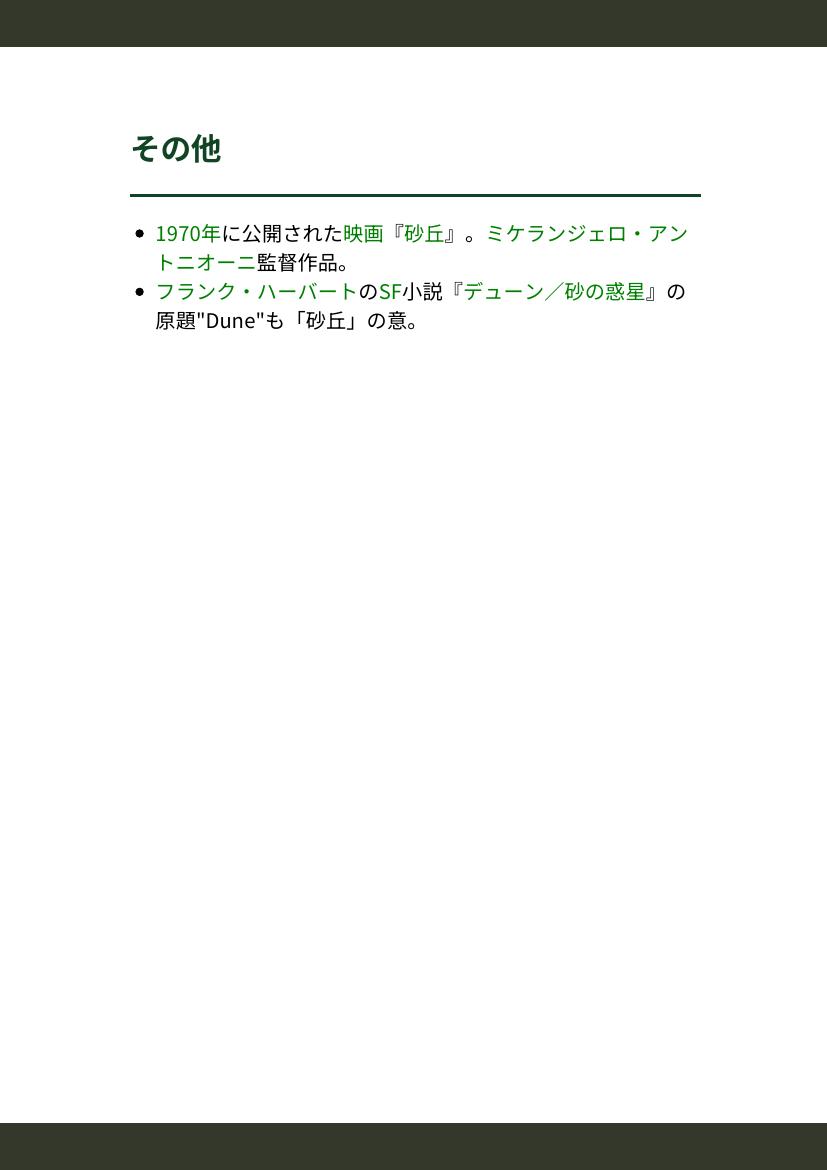 その他
1970年に公開された映画『砂丘』。ミケランジェロ・アン
トニオーニ監督作品。
フランク・ハーバートのSF小説『デューン／砂の惑星』の
原題"Dune"も「砂丘」の意。